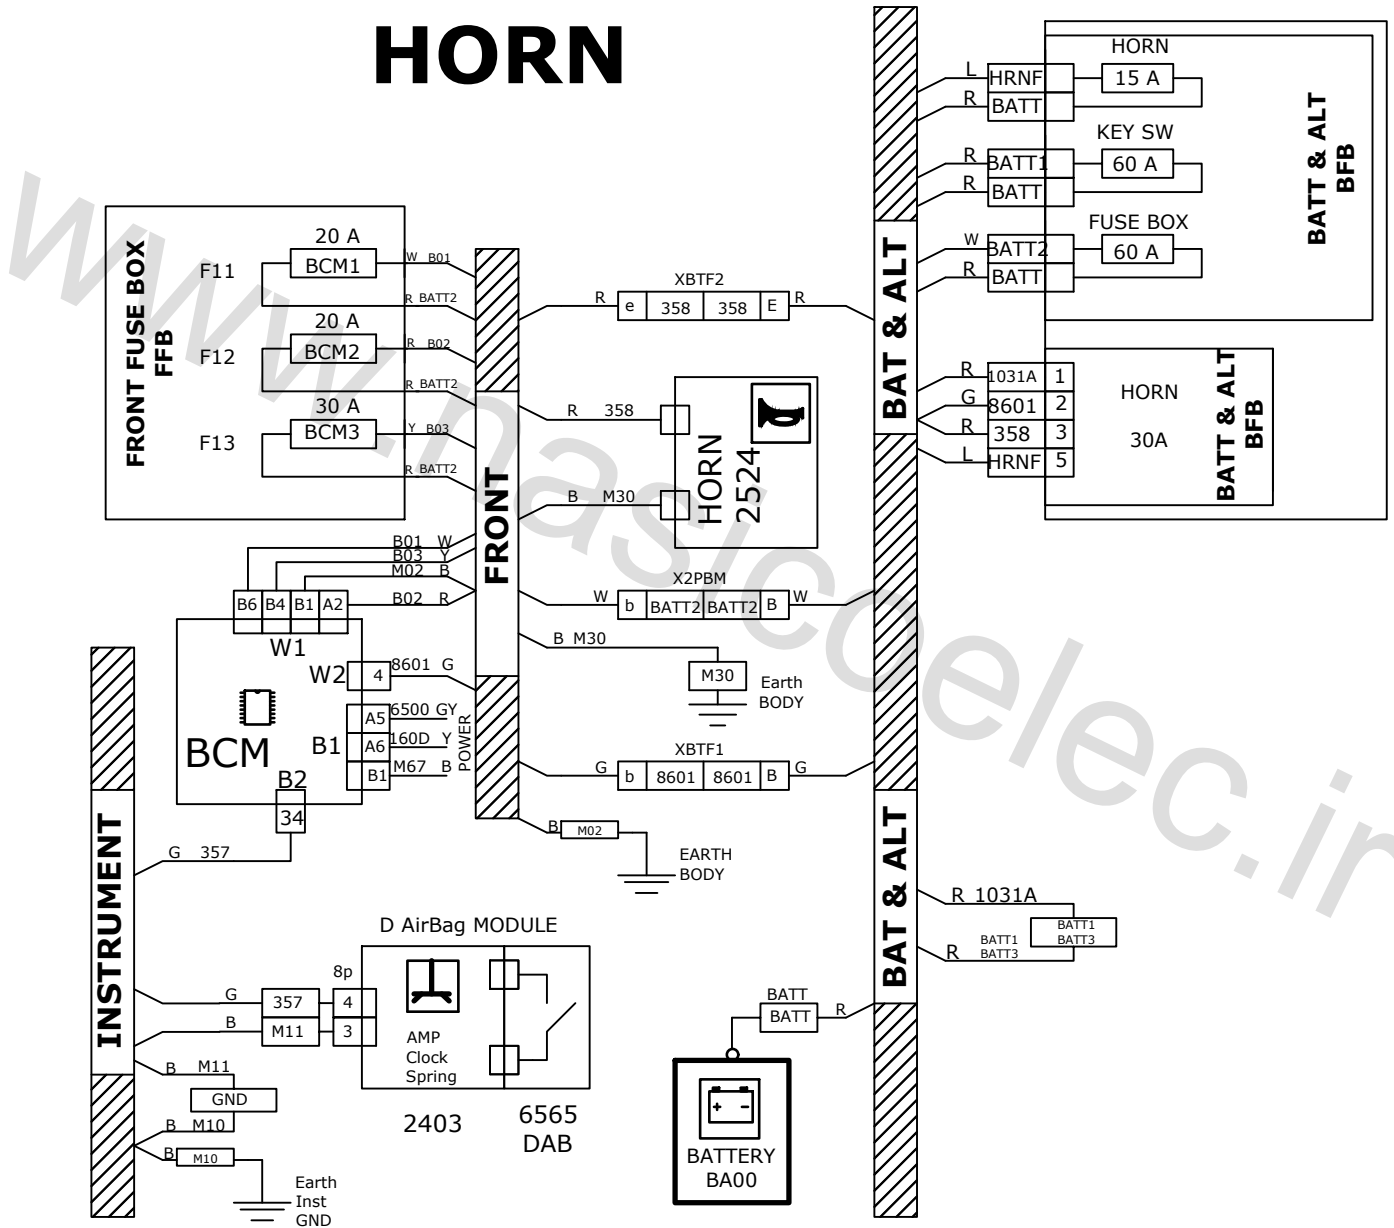 HORN
HORN
L HRNF 15 A
R BATT
KEY SW
R BATT1 60 A
R BATT
FUSE BOX
W BATT2 60 A
R BATT
BATT & ALT
BFB
BAT & ALT
R 1031A 1
G 8601 2
R 358 3
L HRNF 5
HORN
30A
BATT & ALT
BFB
FRONT FUSE BOX
FFB
20 A
F11 BCM1 W B01
R BATT2
20 A
F12 BCM2 R B02
R BATT2
30 A
F13 BCM3 Y B03
R BATT2
FRONT
XBTF2
R e 358 358 E R
R 358
B M30
HORN
2524
B01 W
B03 Y
M02 B
B02 R
B6 B4 B1 A2
W1
W2 4 8601 G
A5 6500 GY
B1 A6 160D Y
B1 M67 B
POWER
BCM
B2
34
G 357
X2PBM
W b BATT2 BATT2 B W
B M30
M30
Earth
BODY
XBTF1
G b 8601 8601 B G
B M02
EARTH
BODY
INSTRUMENT
BAT & ALT
R 1031A
BATT1
BATT3
R BATT1
BATT3
D AirBag MODULE
8p
G 357 4
B M11 3
AMP
Clock
Spring
2403
6565
DAB
B M11
GND
B M10
B M10
Earth
Inst
GND
BATT
BATT R
+ -
BATTERY
BA00
www.nasicoelec.ir